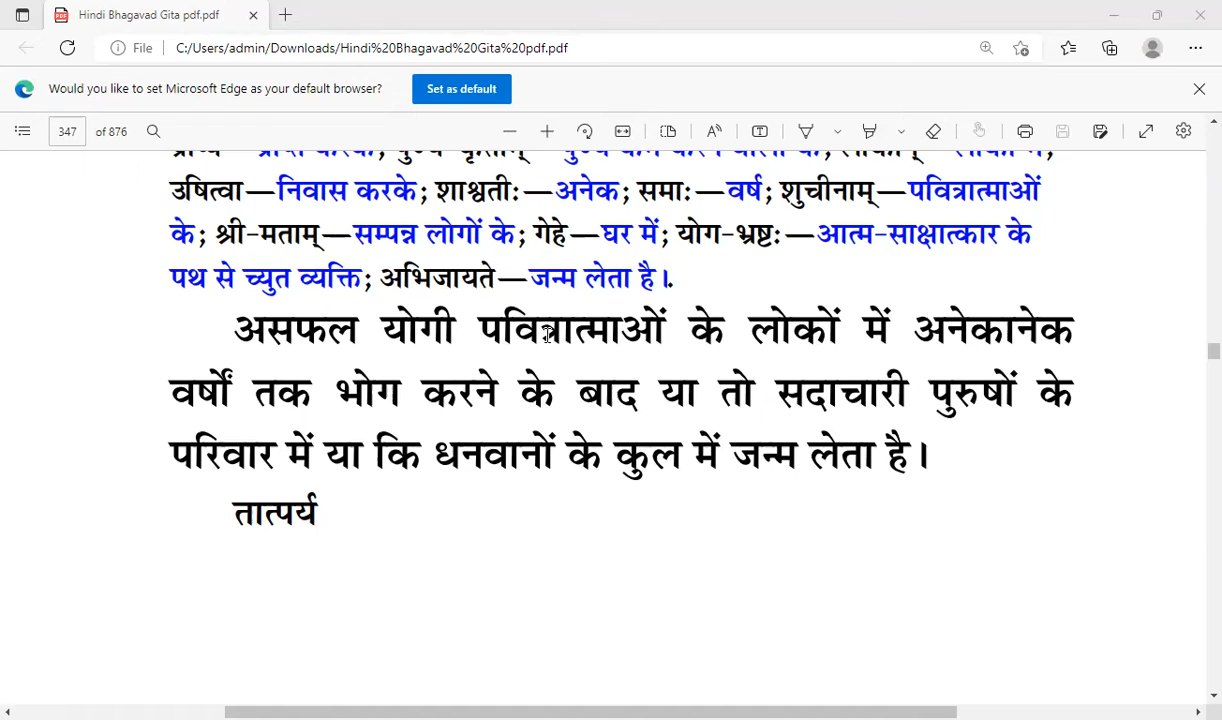 Hindi Bhagavad Gita pdf.pdf
File C:/Users/admin/Downloads/Hindi%20Bhagavad%20Gita%20pdf.pdf
Would you like to set Microsoft Edge as your default browser? Set as default
347 of 876
उषित्वा—निवास करके; शाश्वतीः—अनेक; समाः—वर्ष; शुचीनाम्—पवित्रात्माओं
के; श्री-मताम्—सम्पन्न लोगों के; गेहे—घर में; योग-भ्रष्टः—आत्म-साक्षात्कार के
पथ से च्युत व्यक्ति; अभिजायते—जन्म लेता है।.
असफल योगी पवित्रात्माओं के लोकों में अनेकानेक
वर्षों तक भोग करने के बाद या तो सदाचारी पुरुषों के
परिवार में या कि धनवानों के कुल में जन्म लेता है।
तात्पर्य